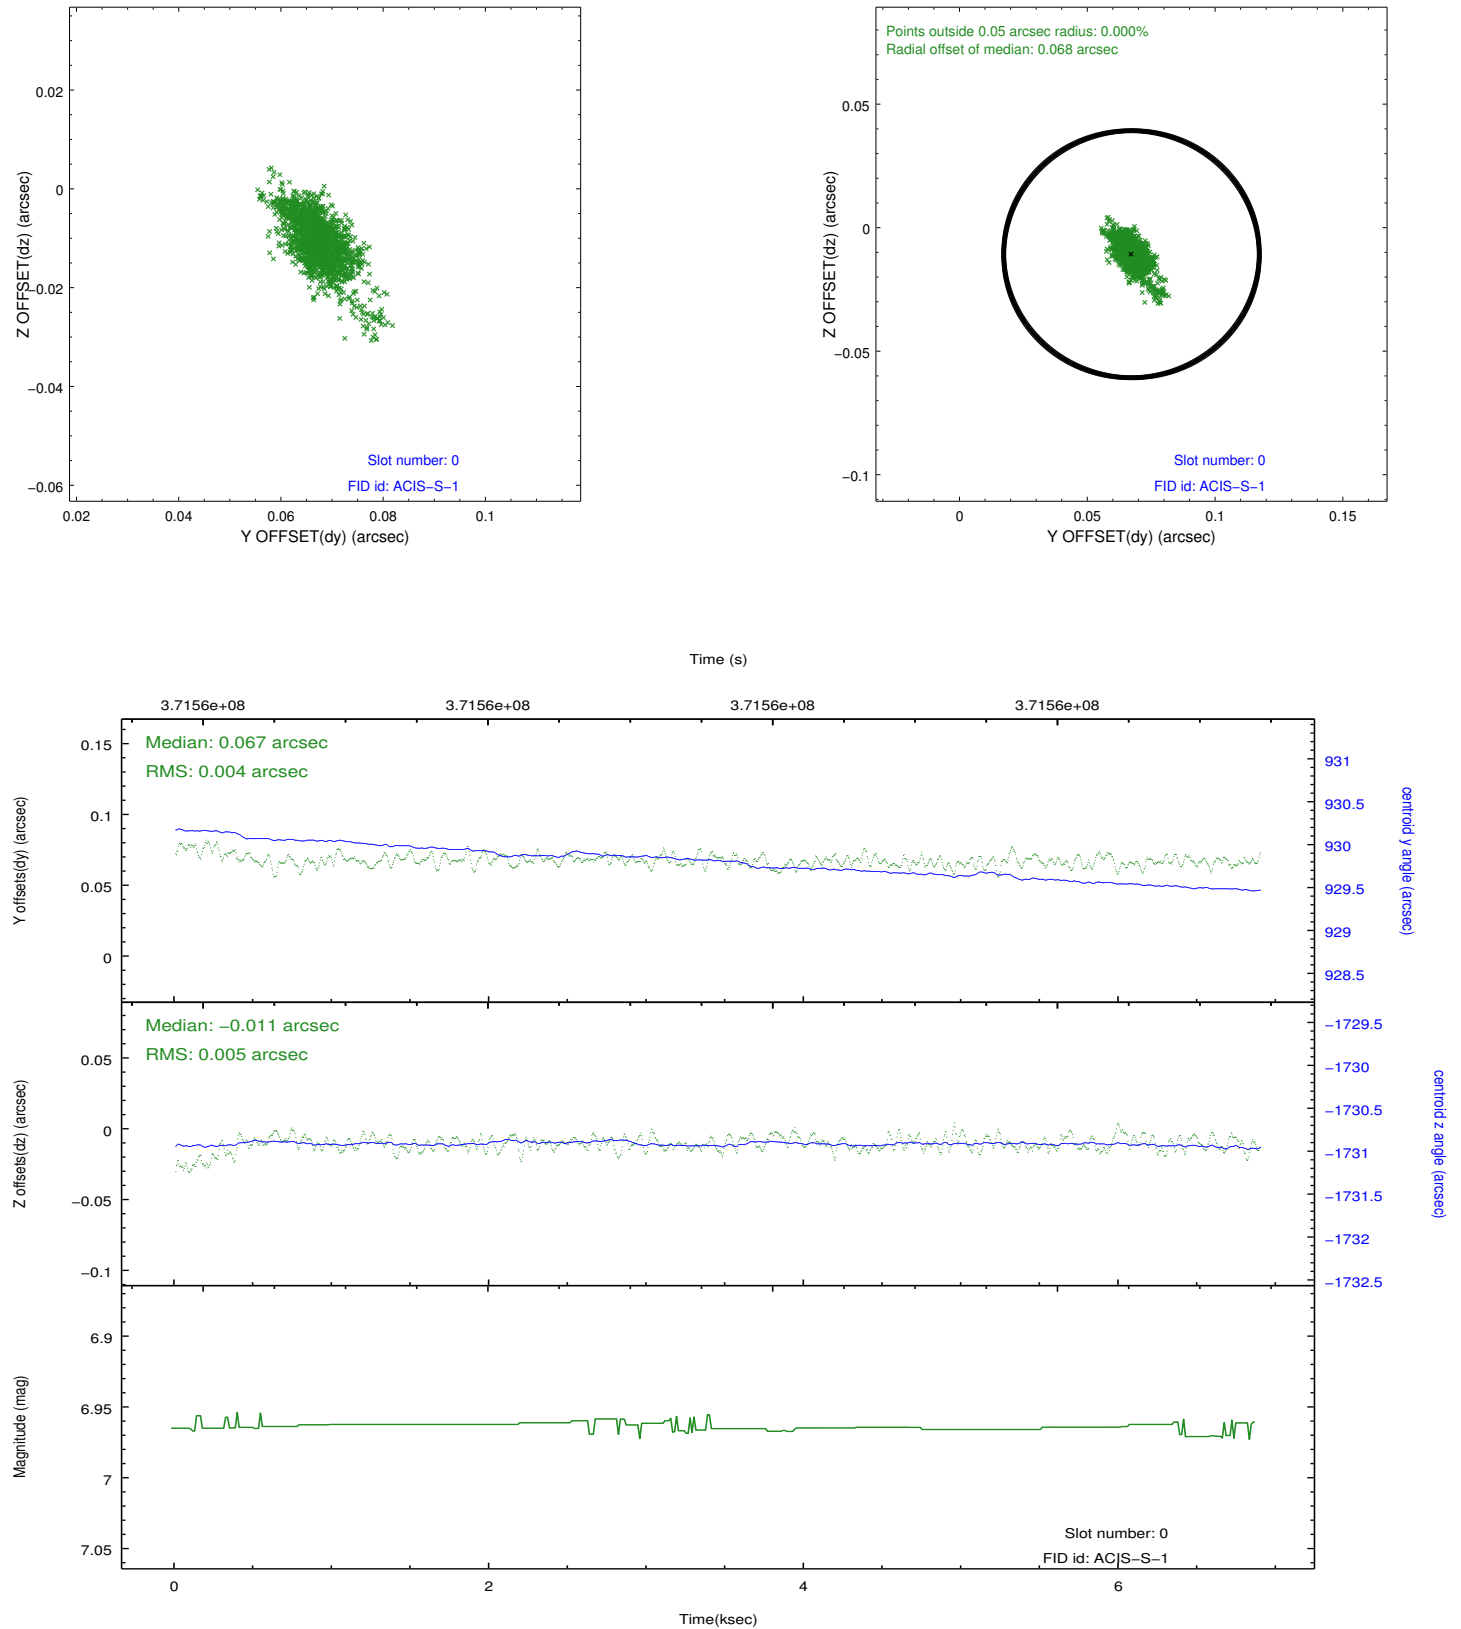 0.02
0
−0.02
−0.04
−0.06
Z OFFSET(dz) (arcsec)
Slot number: 0
FID id: ACIS−S−1
0.02 0.04 0.06 0.08 0.1
Y OFFSET(dy) (arcsec)
Points outside 0.05 arcsec radius: 0.000%
Radial offset of median: 0.068 arcsec
0.05
0
−0.05
−0.1
Z OFFSET(dz) (arcsec)
Slot number: 0
FID id: ACIS−S−1
0 0.05 0.1 0.15
Y OFFSET(dy) (arcsec)
Time (s)
3.7156e+08 3.7156e+08 3.7156e+08 3.7156e+08
Median: 0.067 arcsec
RMS: 0.004 arcsec
0.15
0.1
0.05
0
Y offsets(dy) (arcsec)
931
930.5
930
929.5
929
928.5
centroid y angle (arcsec)
Median: −0.011 arcsec
RMS: 0.005 arcsec
0.05
0
−0.05
−0.1
Z offsets(dz) (arcsec)
−1729.5
−1730
−1730.5
−1731
−1731.5
−1732
−1732.5
centroid z angle (arcsec)
6.9
6.95
7
7.05
Magnitude (mag)
Slot number: 0
FID id: ACIS−S−1
0 2 4 6
Time(ksec)